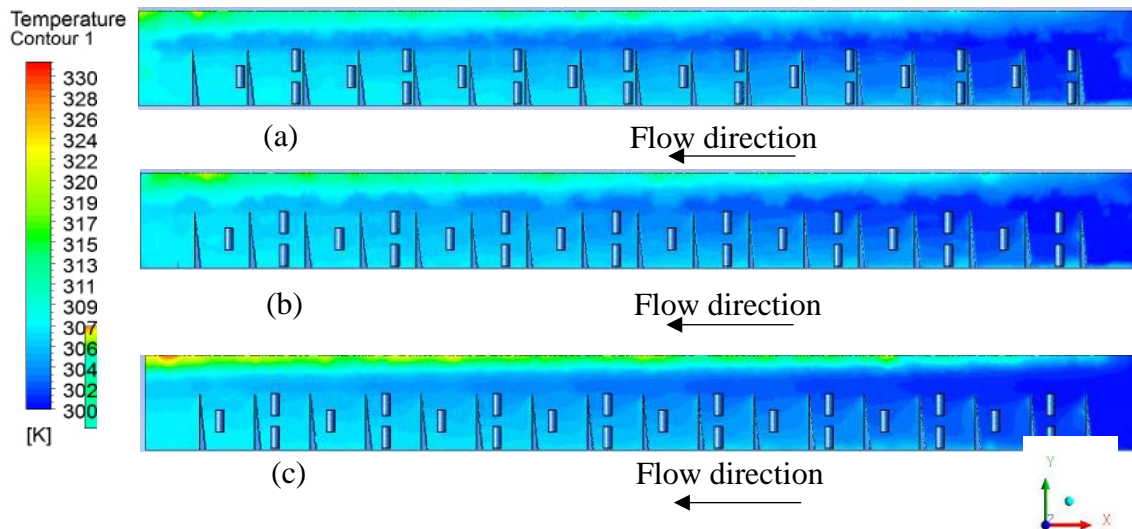 Temperature
Contour 1
330
328
326
324
322
320
319
317
315
313
311
309
307
306
304
302
300
[K]
(a)
Flow direction
(b)
Flow direction
(c)
Flow direction
Y
Z
X